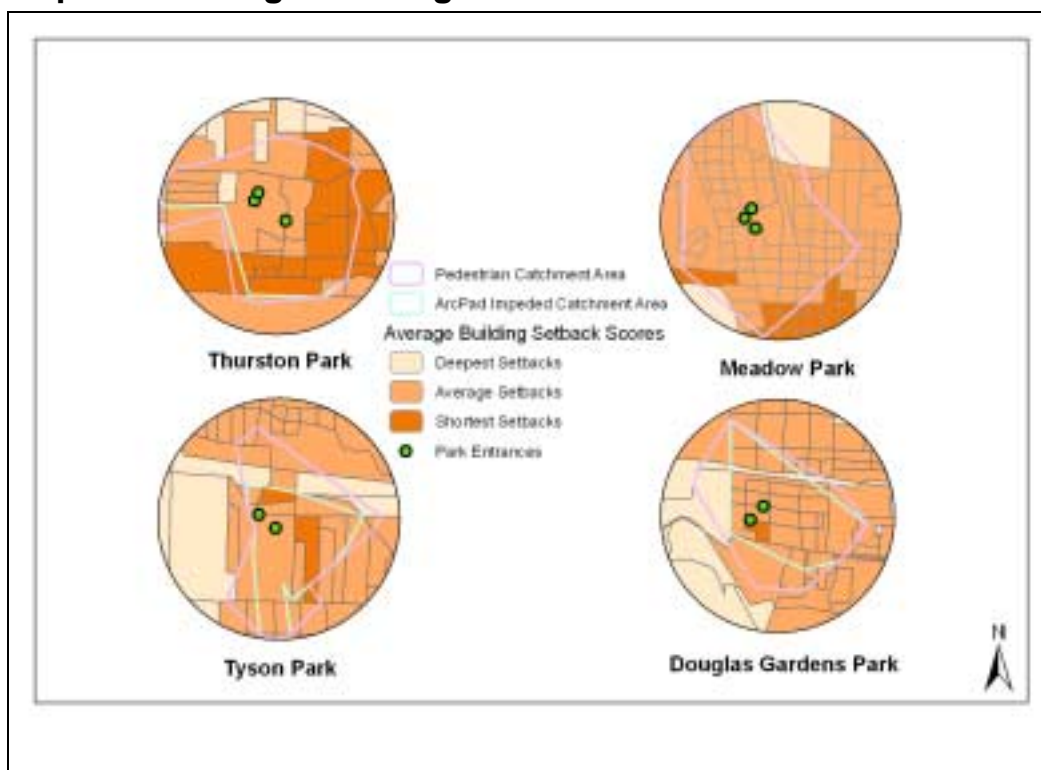 Thurston Park
Meadow Park
Pedestrian Catchment Area
ArcPad Impeded Catchment Area
Average Building Setback Scores
Deepest Setbacks
Average Setbacks
Shortest Setbacks
Park Entrances
Tyson Park
Douglas Gardens Park
N